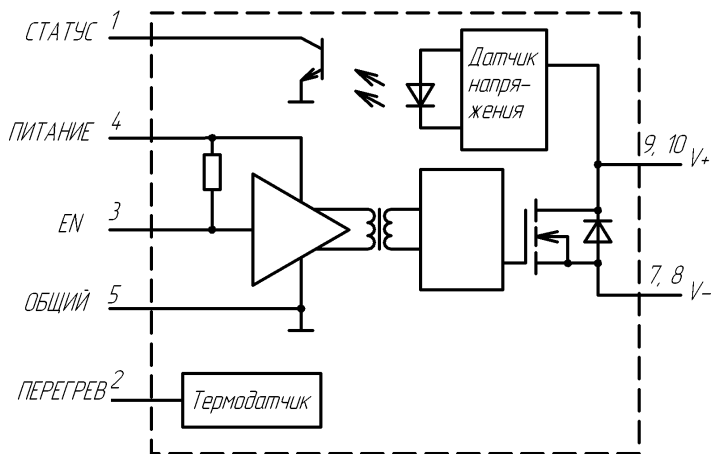 СТАТУС 1
Датчик
напря-
жения
ПИТАНИЕ 4
9, 10 V+
EN 3
7, 8 V-
ОБЩИЙ 5
ПЕРЕГРЕВ 2
Термодатчик